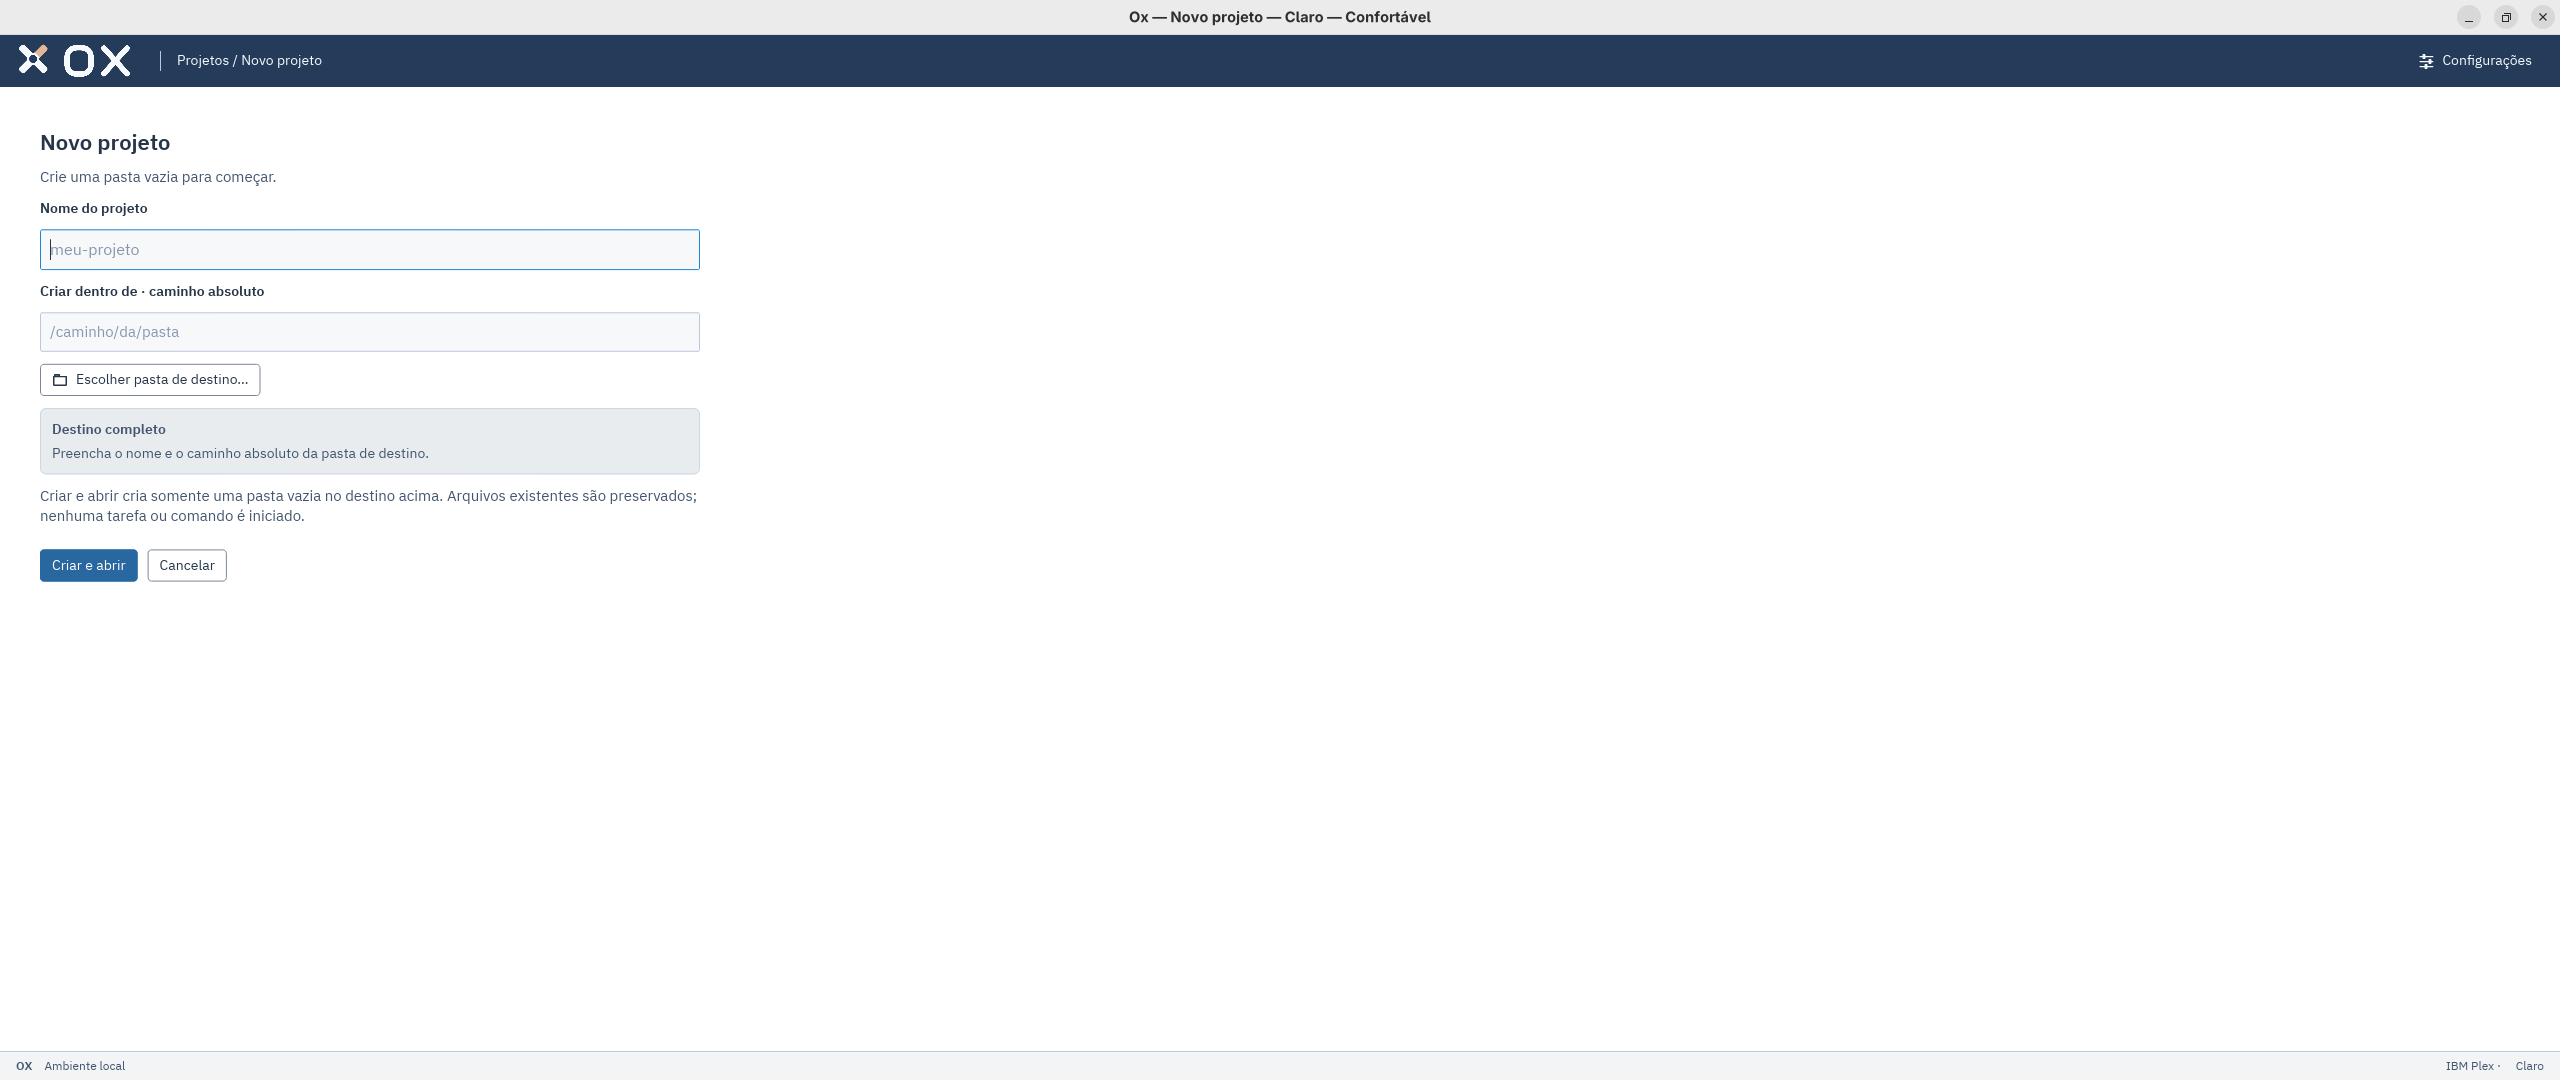 Ox — Novo projeto — Claro — Confortável
OX
Projetos / Novo projeto
Configurações
Novo projeto
Crie uma pasta vazia para começar.
Nome do projeto
meu-projeto
Criar dentro de · caminho absoluto
/caminho/da/pasta
Escolher pasta de destino...
Destino completo
Preencha o nome e o caminho absoluto da pasta de destino.
Criar e abrir cria somente uma pasta vazia no destino acima. Arquivos existentes são preservados;
nenhuma tarefa ou comando é iniciado.
Criar e abrir
Cancelar
OX
Ambiente local
IBM Plex ·
Claro